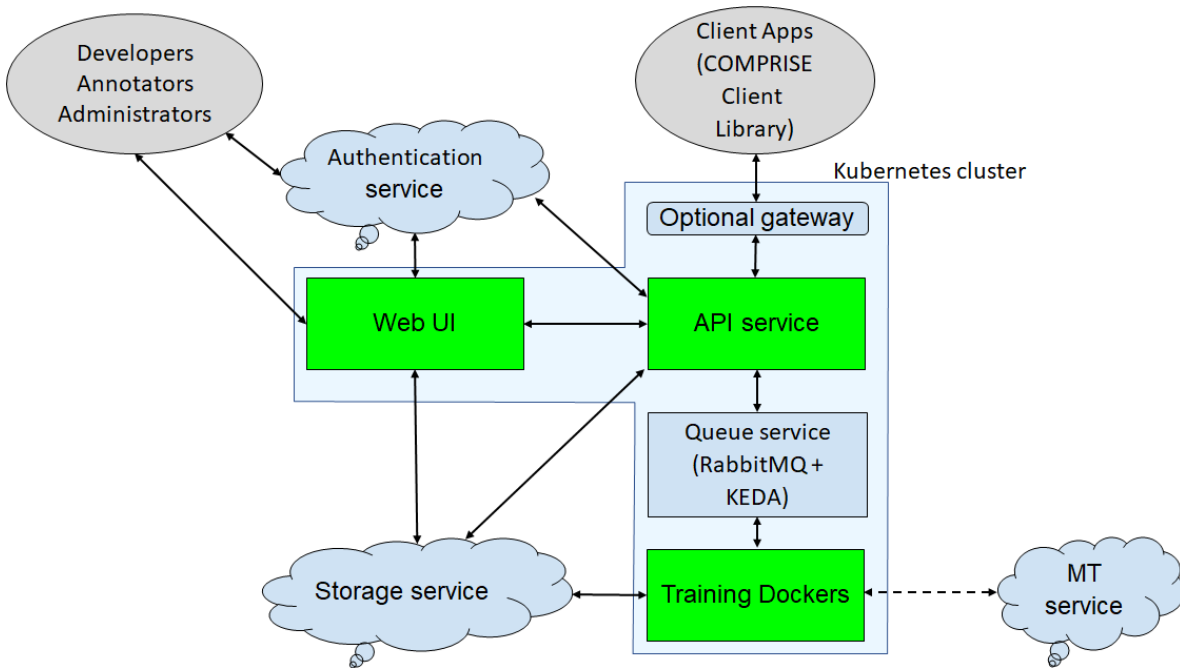 Developers
Annotators
Administrators
Client Apps
(COMPRISE
Client
Library)
Authentication
service
Kubernetes cluster
Optional gateway
Web UI
API service
Queue service
(RabbitMQ +
KEDA)
Storage service
Training Dockers
MT
service